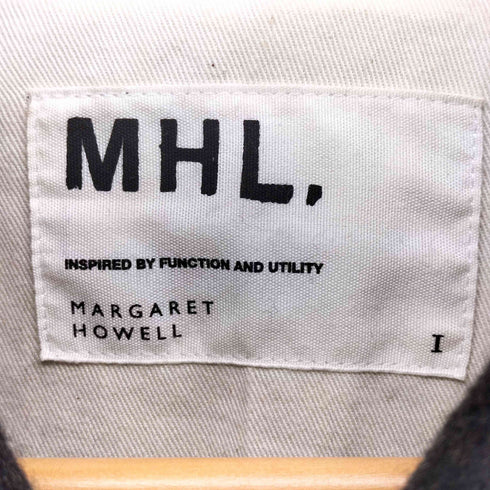 MHL.
INSPIRED BY FUNCTION AND UTILITY
MARGARET
HOWELL
I